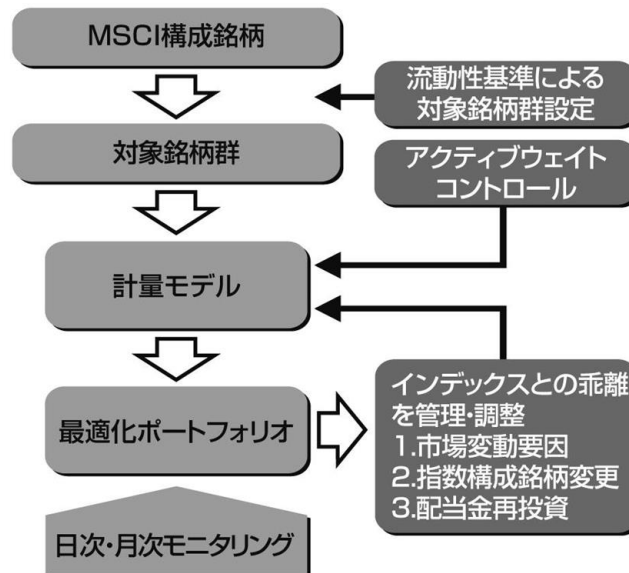 MSCI構成銘柄
流動性基準による
対象銘柄群設定
対象銘柄群
アクティブウェイト
コントロール
計量モデル
最適化ポートフォリオ
インデックスとの乖離
を管理・調整
1.市場変動要因
2.指数構成銘柄変更
3.配当金再投資
日次・月次モニタリング